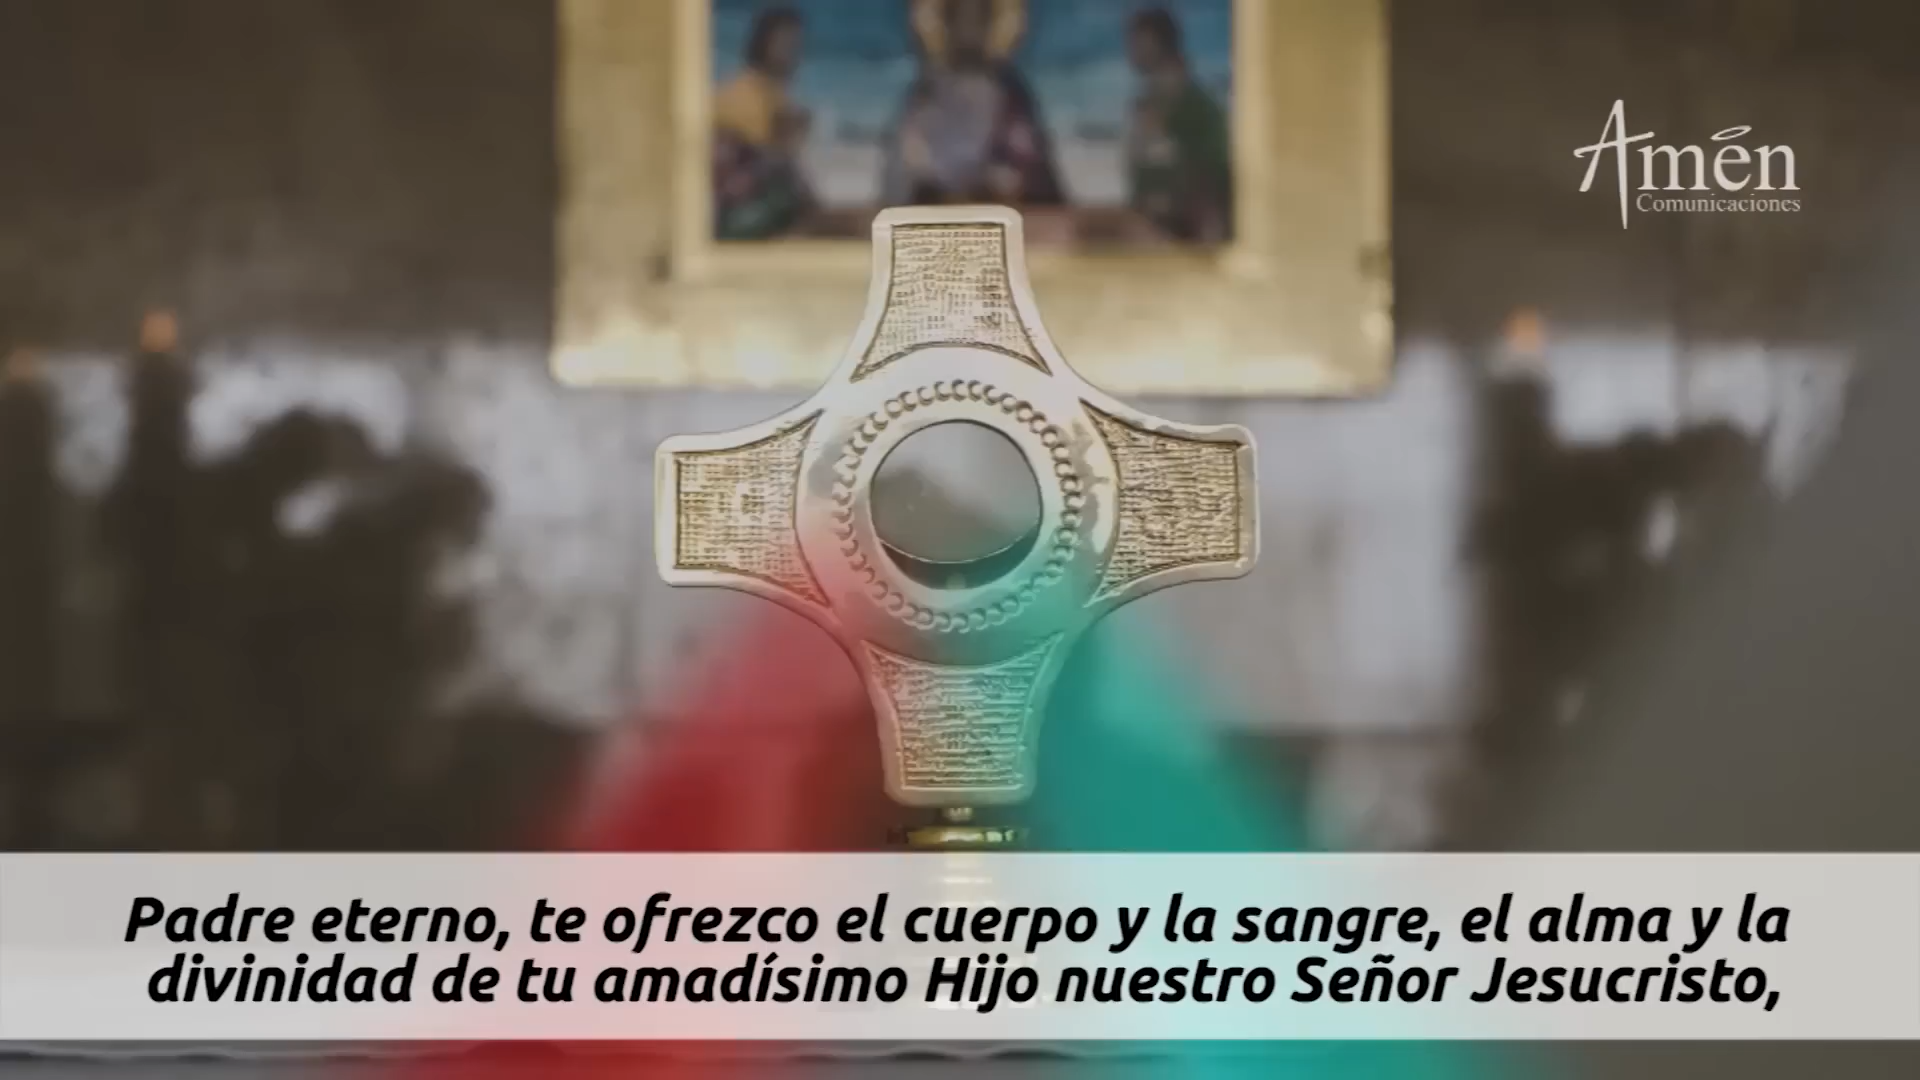 Amén
Comunicaciones
Padre eterno, te ofrezco el cuerpo y la sangre, el alma y la
divinidad de tu amadísimo Hijo nuestro Señor Jesucristo,